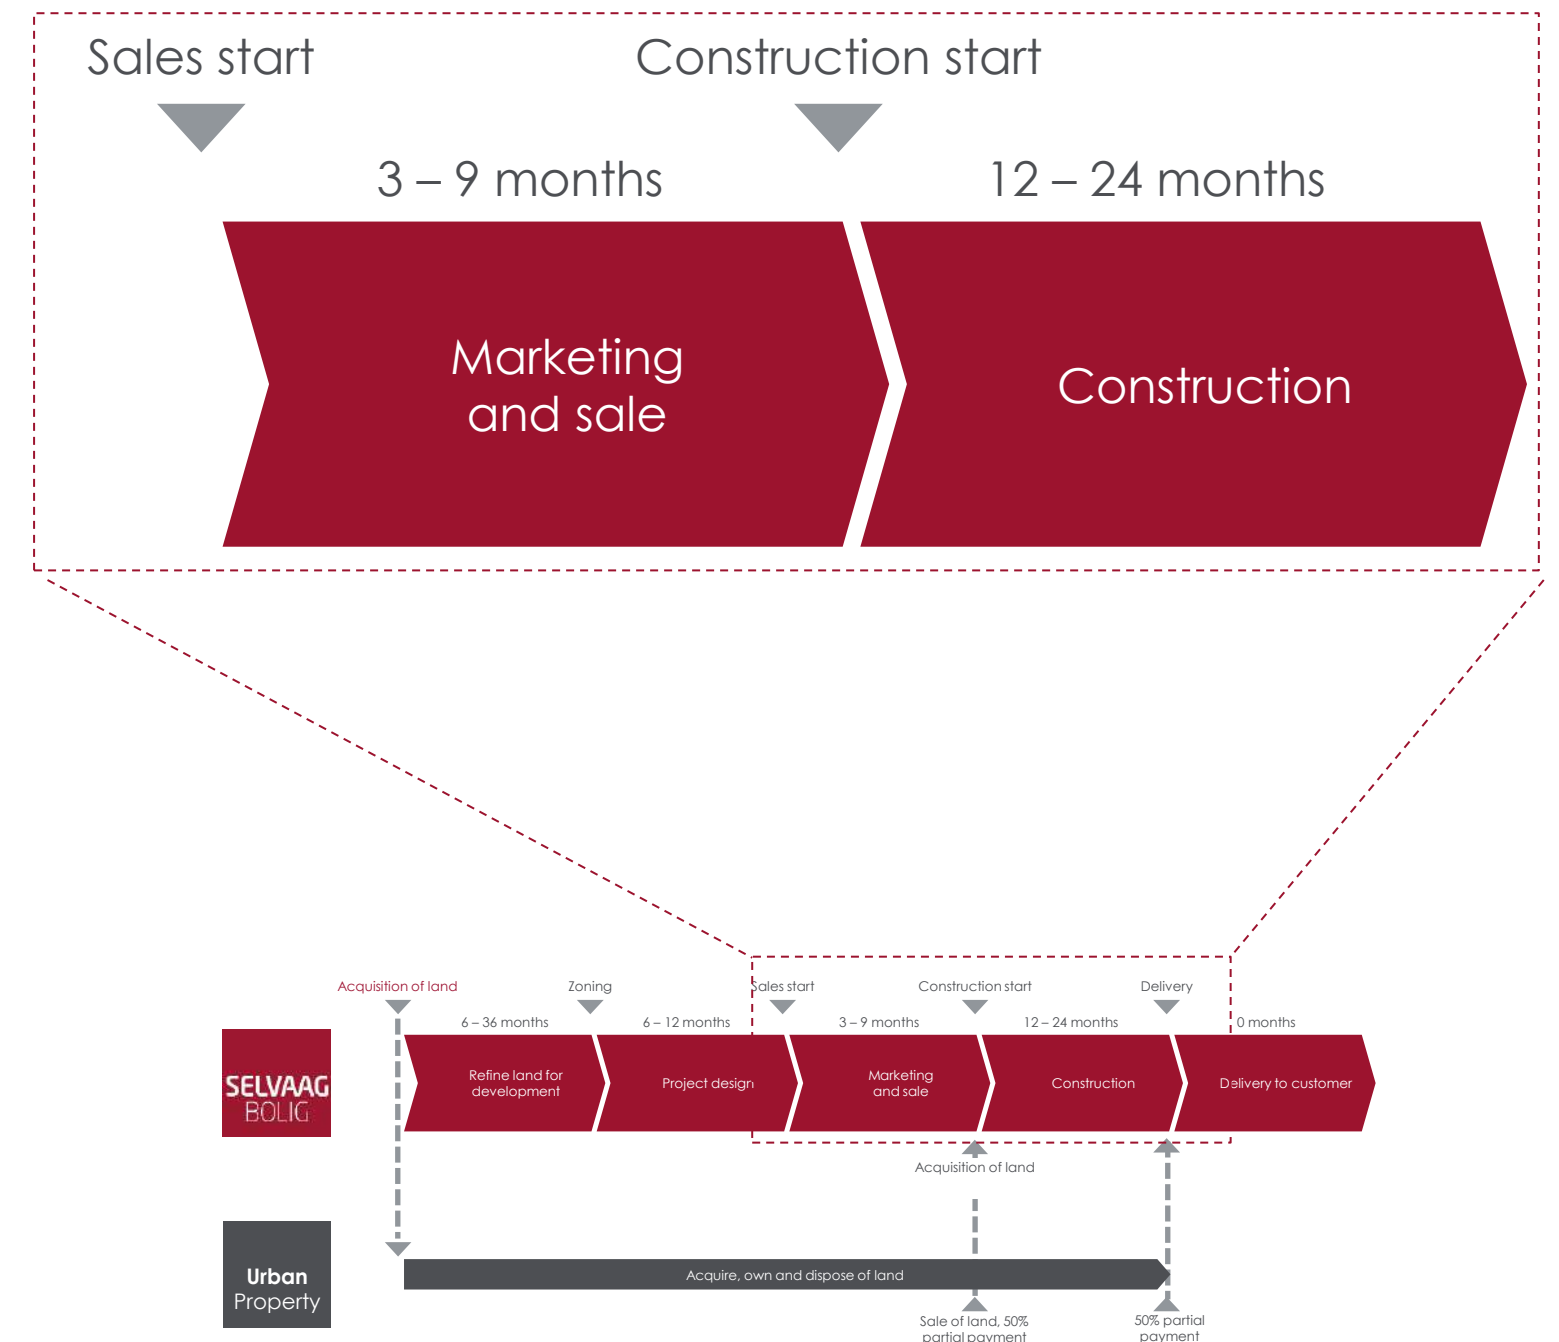 Sales start
Construction start
3 – 9 months
12 – 24 months
Marketing
and sale
Construction
Acquisition of land
Zoning
Sales start
Construction start
Delivery
6 – 36 months
6 – 12 months
3 – 9 months
12 – 24 months
0 months
SELVAAG
BOLIG
Refine land for
development
Project design
Marketing
and sale
Construction
Delivery to customer
Acquisition of land
Urban
Property
Acquire, own and dispose of land
Sale of land, 50%
partial payment
50% partial
payment